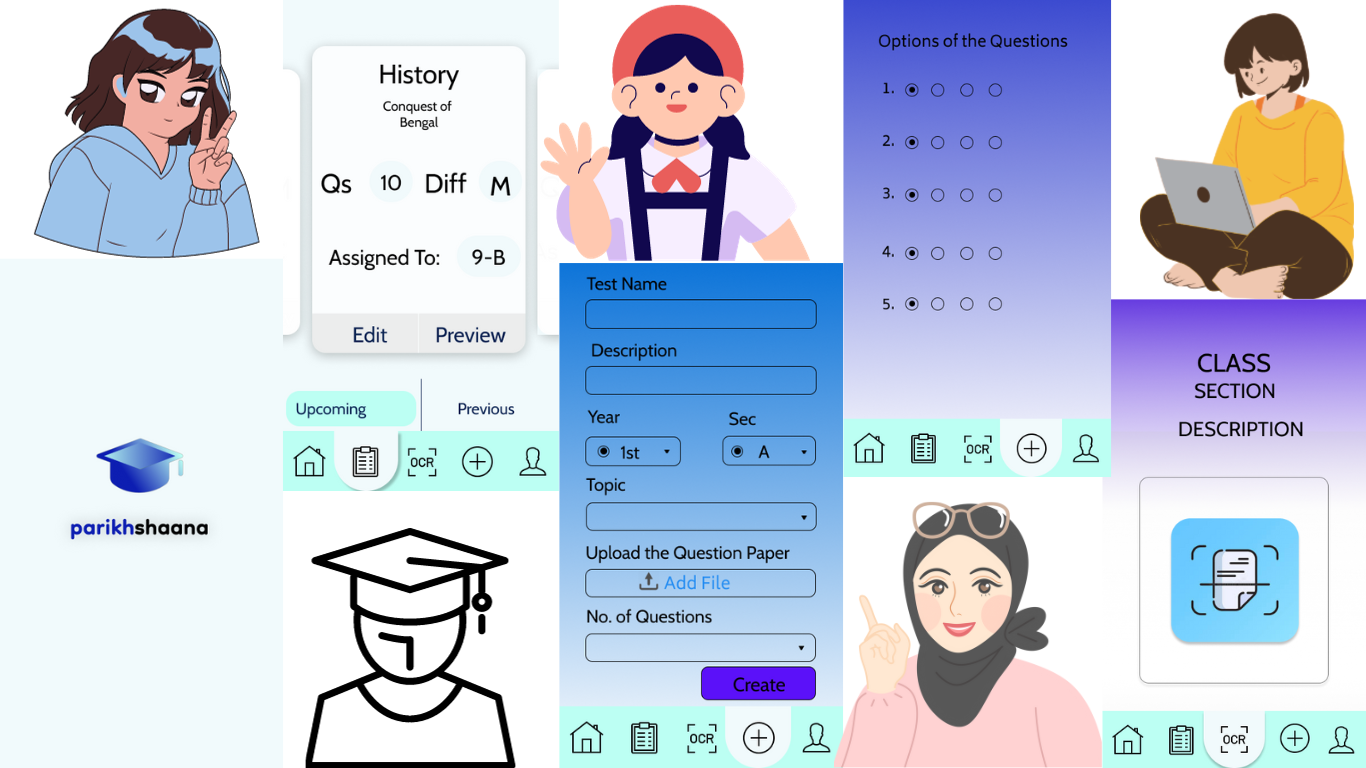 parikhshaana
History
Conquest of
Bengal
Qs 10 Diff M
Assigned To: 9-B
Edit Preview
Upcoming Previous
OCR
Test Name
Description
Year Sec
1st A
Topic
Upload the Question Paper
Add File
No. of Questions
Create
OCR
Options of the Questions
1.
2.
3.
4.
5.
OCR
CLASS
SECTION
DESCRIPTION
OCR